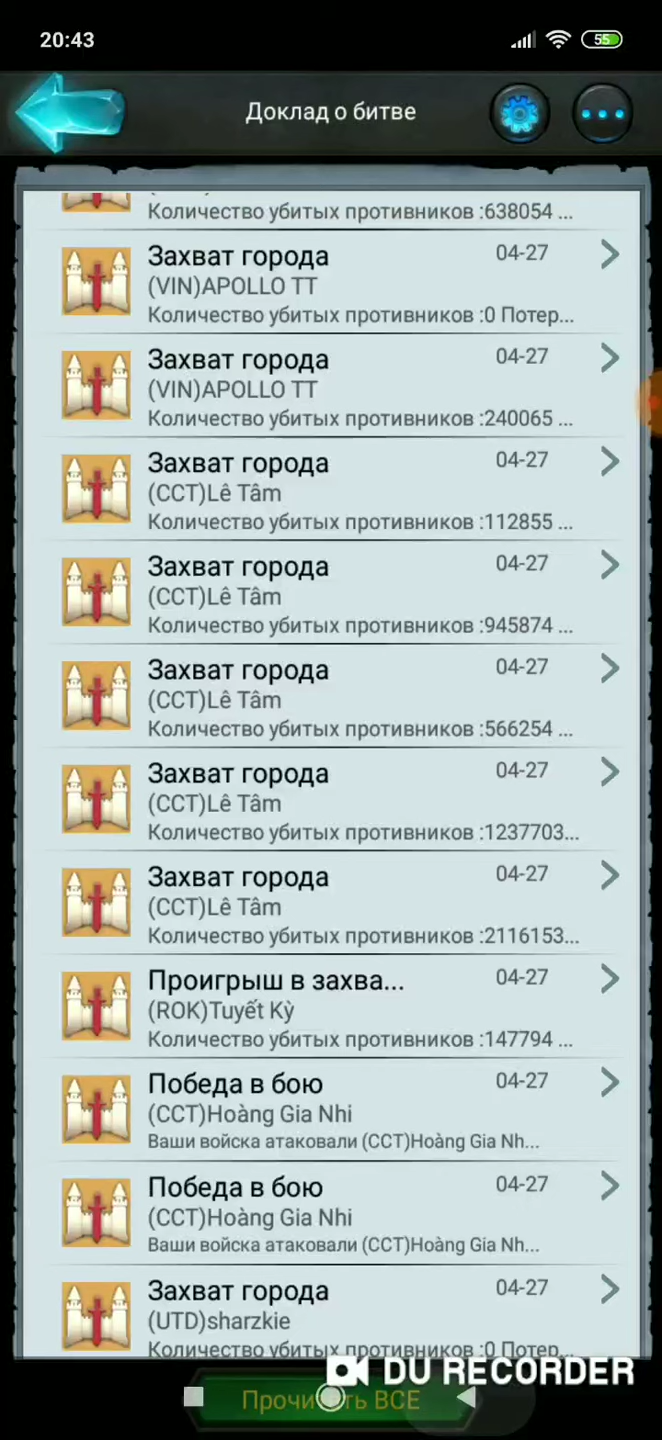 20:43
55
Доклад о битве
Количество убитых противников :638054 ...
Захват города
04-27
(VIN)APOLLO TT
Количество убитых противников :0 Потер...
Захват города
04-27
(VIN)APOLLO TT
Количество убитых противников :240065 ...
Захват города
04-27
(CCT)Lê Tâm
Количество убитых противников :112855 ...
Захват города
04-27
(CCT)Lê Tâm
Количество убитых противников :945874 ...
Захват города
04-27
(CCT)Lê Tâm
Количество убитых противников :566254 ...
Захват города
04-27
(CCT)Lê Tâm
Количество убитых противников :1237703...
Захват города
04-27
(CCT)Lê Tâm
Количество убитых противников :2116153...
Проигрыш в захва...
04-27
(ROK)Tuyết Kỳ
Количество убитых противников :147794 ...
Победа в бою
04-27
(CCT)Hoàng Gia Nhi
Ваши войска атаковали (CCT)Hoàng Gia Nh...
Победа в бою
04-27
(CCT)Hoàng Gia Nhi
Ваши войска атаковали (CCT)Hoàng Gia Nh...
Захват города
04-27
(UTD)sharzkie
Количество убитых противников :0 Потер...
DU RECORDER
Прочитать ВСЕ